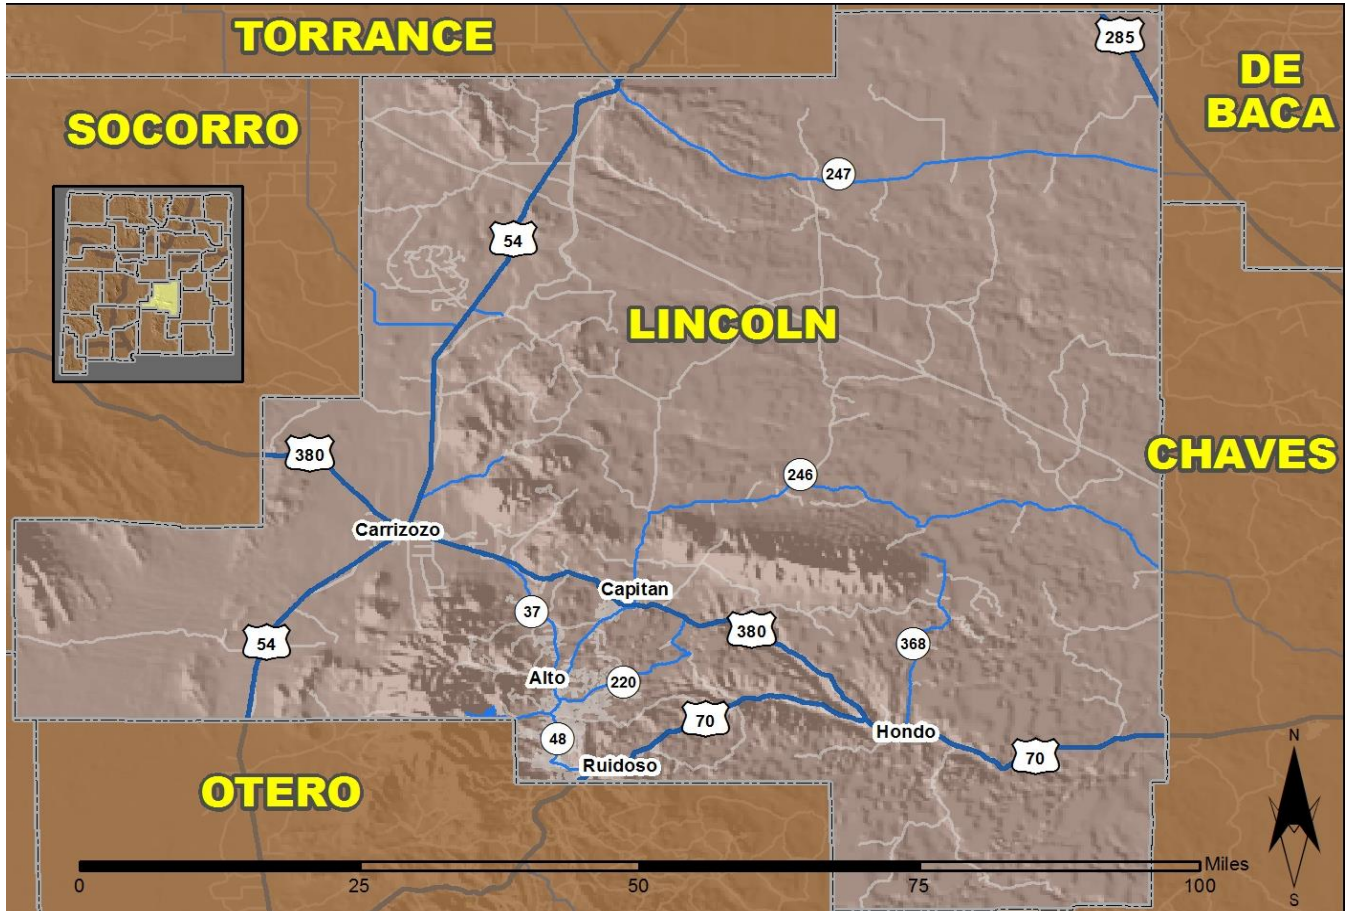 TORRANCE
285
DE
BACA
SOCORRO
247
54
LINCOLN
380
CHAVES
246
Carrizozo
Capitan
37
380
54
368
Alto
220
70
48
Hondo
Ruidoso
70
N
OTERO
Miles
0
25
50
75
100
S